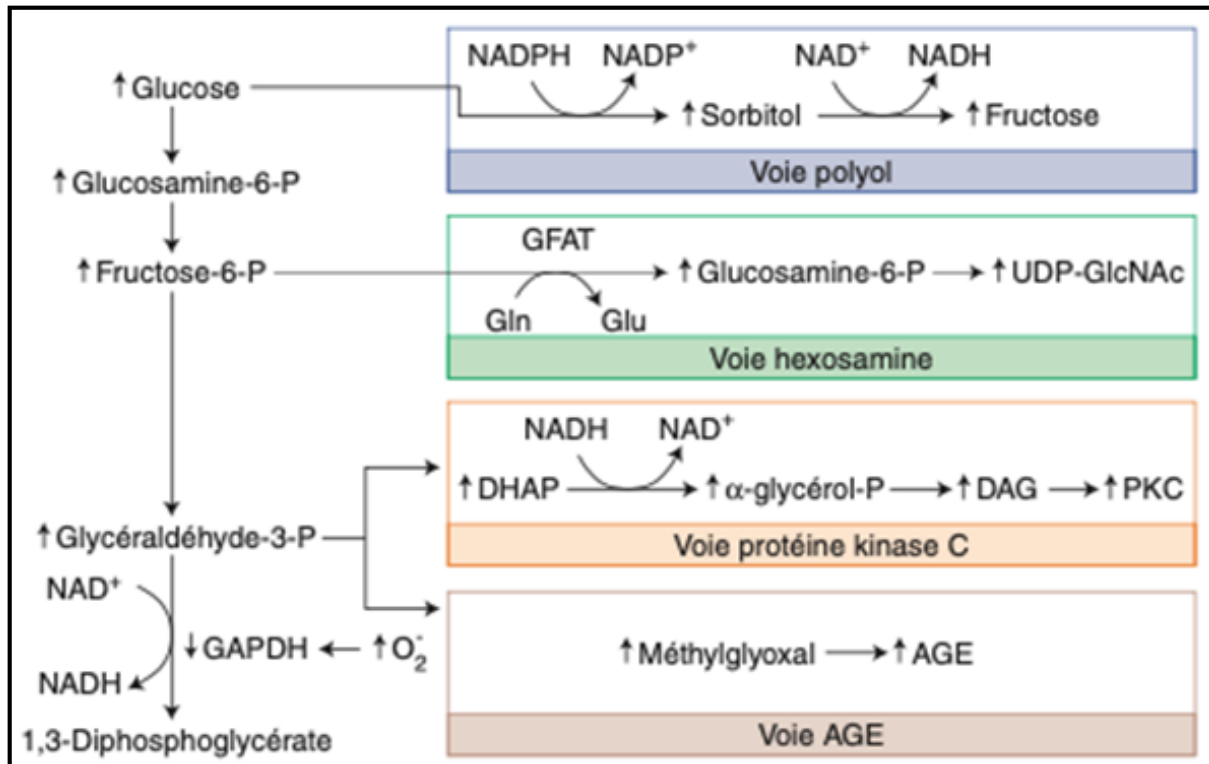 NADPH NADP⁺ NAD⁺ NADH
↑Glucose
↑Sorbitol ↑Fructose
Voie polyol
↑Glucosamine-6-P
GFAT
↑Fructose-6-P ↑Glucosamine-6-P ↑UDP-GlcNAc
Gln Glu
Voie hexosamine
NADH NAD⁺
↑DHAP ↑α-glycérol-P ↑DAG ↑PKC
↑Glycéraldéhyde-3-P
Voie protéine kinase C
NAD⁺
↓GAPDH ↑O₂⁻
↑Méthylglyoxal ↑AGE
NADH
1,3-Diphosphoglycérate
Voie AGE